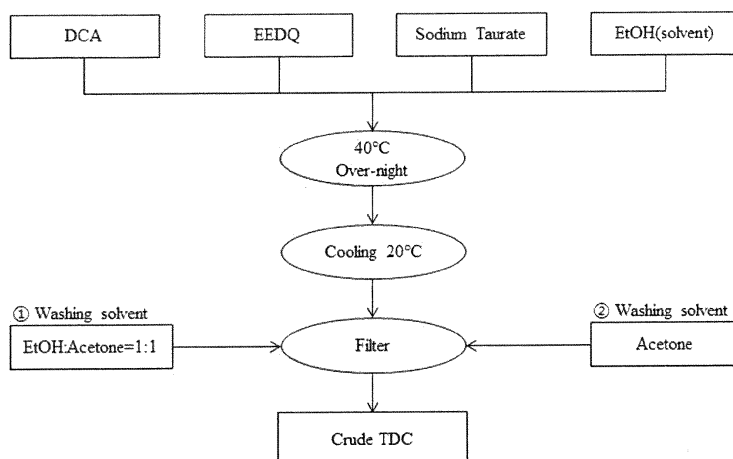 DCA
EEDQ
Sodium Taurate
EtOH(solvent)
40℃
Over-night
Cooling 20℃
① Washing solvent
EtOH:Acetone=1:1
Filter
② Washing solvent
Acetone
Crude TDC